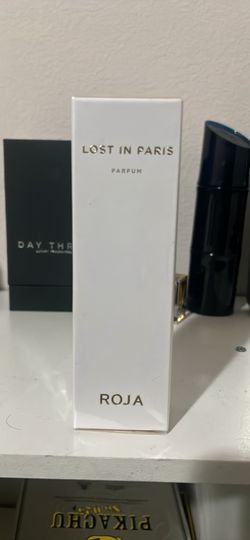 LOST IN PARIS
PARFUM
DAY THR
ROJA
PIKACHU